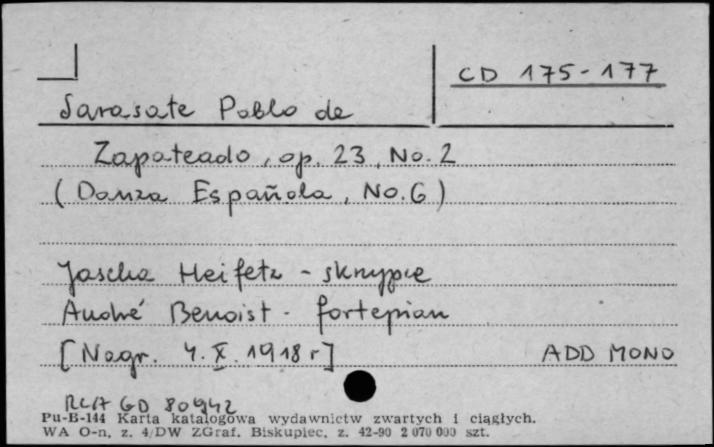 CD 175-177
Sarasate Pablo de
Zapateado, op. 23, No. 2
(Danza Española, No. 6)
Jascha Heifetz - skrzypce
André Benoist - fortepian
[Nagr. 4. X. 1918 r]
ADD MONO
RCA GD 80942
Pu-B-144 Karta katalogowa wydawnictw zwartych i ciągłych.
WA O-n, z. 4/DW ZGraf. Biskupiec, z. 42-90 2 070 000 szt.